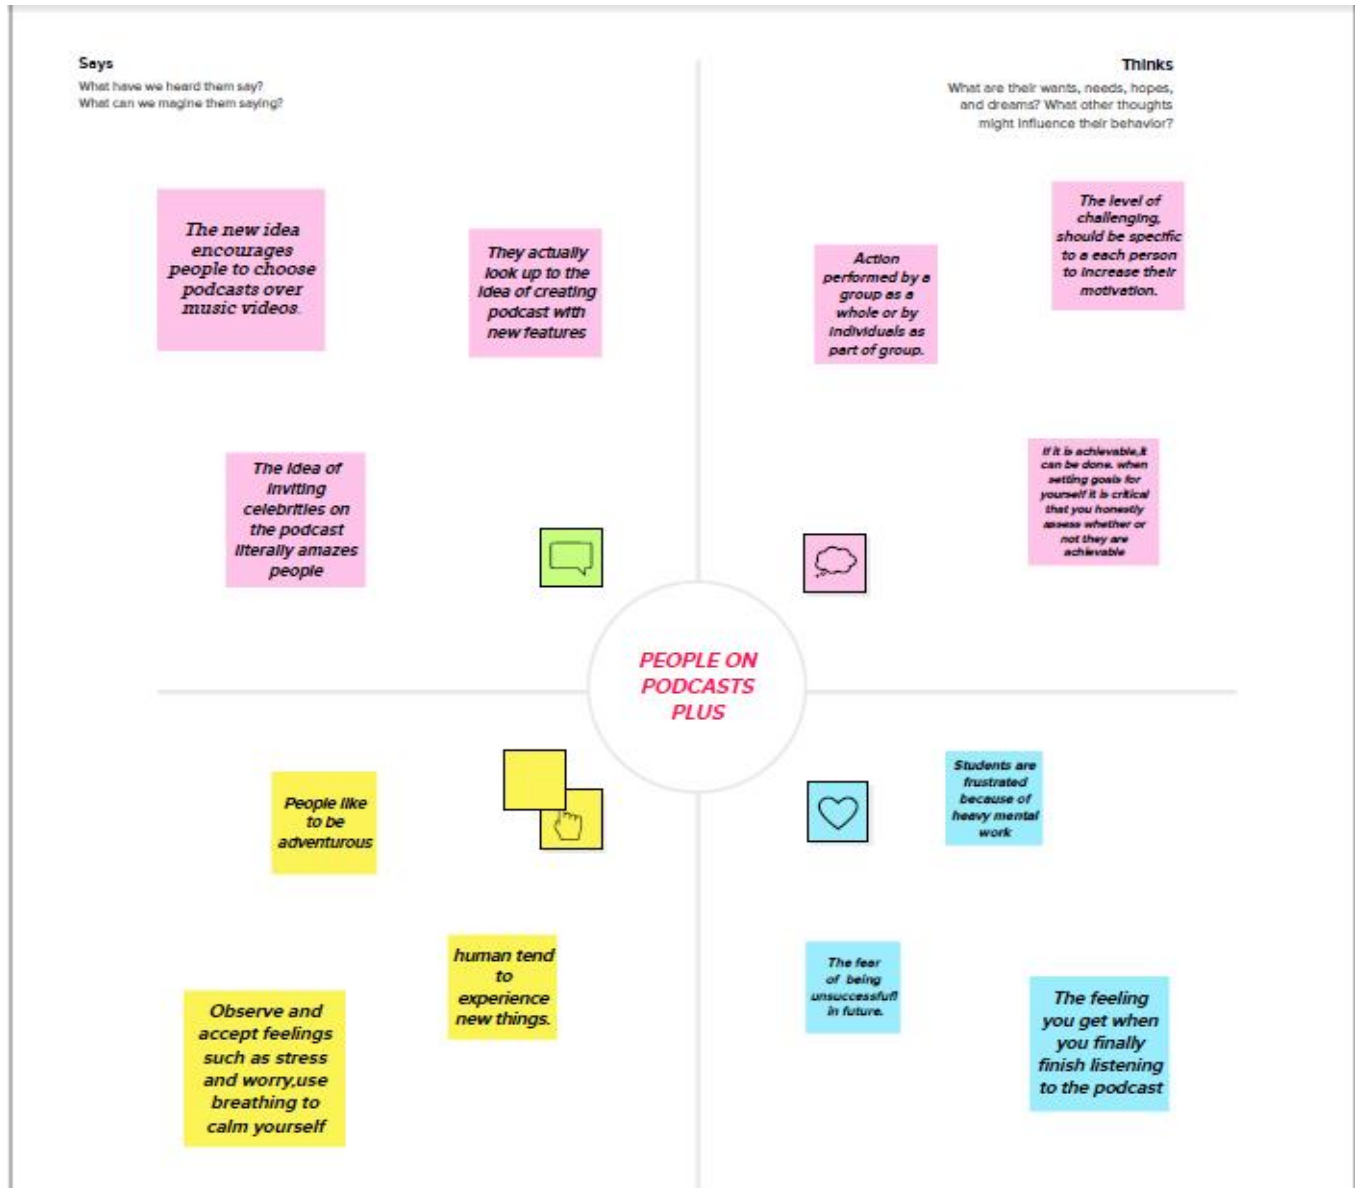 Says
What have we heard them say?
What can we magine them saying?
Thinks
What are their wants, needs, hopes,
and dreams? What other thoughts
might influence their behavior?
The new idea
encourages
people to choose
podcasts over
music videos.
They actually
look up to the
idea of creating
podcast with
new features
The idea of
inviting
celebrities on
the podcast
literally amazes
people
Action
performed by a
group as a
whole or by
individuals as
part of group.
The level of
challenging,
should be specific
to a each person
to increase their
motivation.
If it is achievable,it
can be done. when
setting goals for
yourself it is critical
that you honestly
assess whether or
not they are
achievable
PEOPLE ON
PODCASTS
PLUS
People like
to be
adventurous
human tend
to
experience
new things.
Observe and
accept feelings
such as stress
and worry,use
breathing to
calm yourself
Students are
frustrated
because of
heavy mental
work
The fear
of being
unsuccessfull
in future.
The feeling
you get when
you finally
finish listening
to the podcast